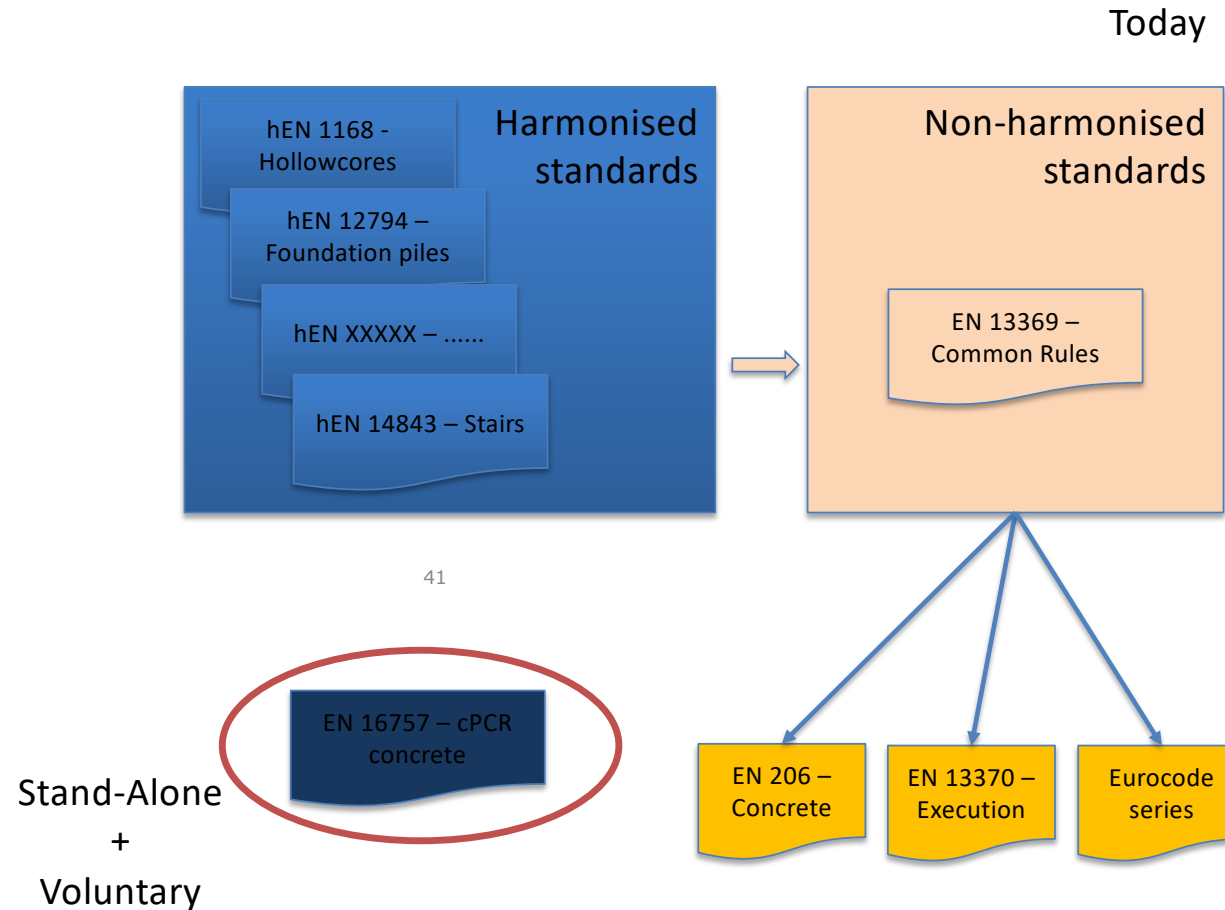 Today
Harmonised
standards
hEN 1168 -
Hollowcores
hEN 12794 –
Foundation piles
hEN XXXXX – ......
hEN 14843 – Stairs
Non-harmonised
standards
EN 13369 –
Common Rules
41
EN 16757 – cPCR
concrete
Stand-Alone
+
Voluntary
EN 206 –
Concrete
EN 13370 –
Execution
Eurocode
series